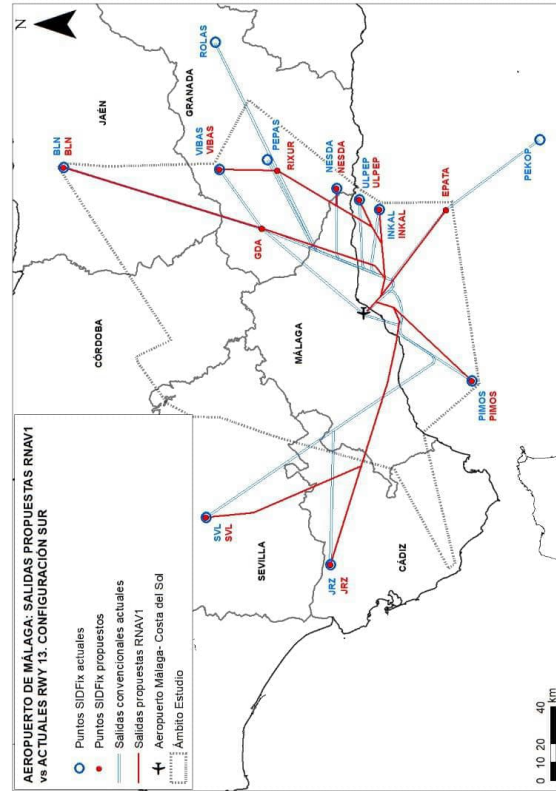 AEROPUERTO DE MÁLAGA: SALIDAS PROPUESTAS RNAV1
vs ACTUALES RWY 13. CONFIGURACIÓN SUR
Puntos SIDFix actuales
Puntos SIDFix propuestos
Salidas convencionales actuales
Salidas propuestas RNAV1
Aeropuerto Málaga- Costa del Sol
Ámbito Estudio
N
JAÉN
BLN
BLN
CÓRDOBA
GRANADA
ROLAS
VIBAS
VIBAS
PEPAS
RIXUR
GDA
SVL
SVL
SEVILLA
MÁLAGA
NESDA
NESDA
ULPEP
ULPEP
INKAL
INKAL
JRZ
JRZ
CÁDIZ
EPATA
PIMOS
PIMOS
PEKOP
0 10 20 40
km